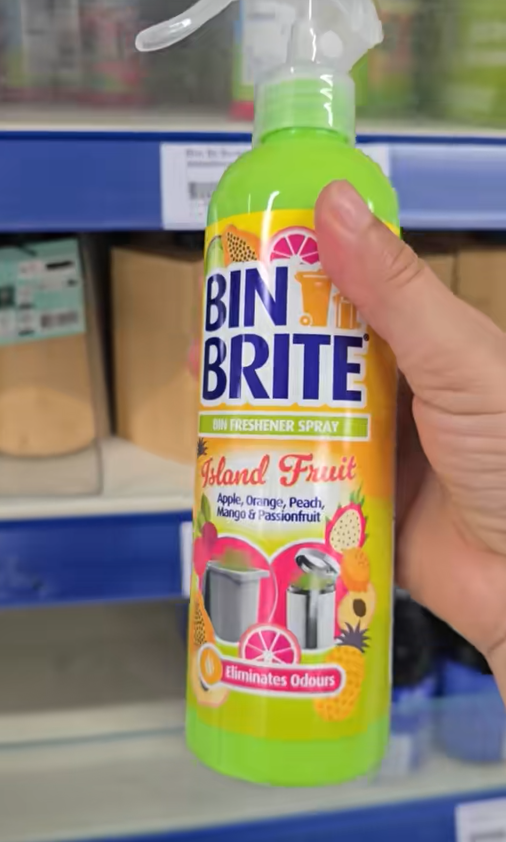 BIN
BRITE
BIN FRESHENER SPRAY
Island Fruit
Apple, Orange, Peach,
Mango & Passionfruit
Eliminates Odours